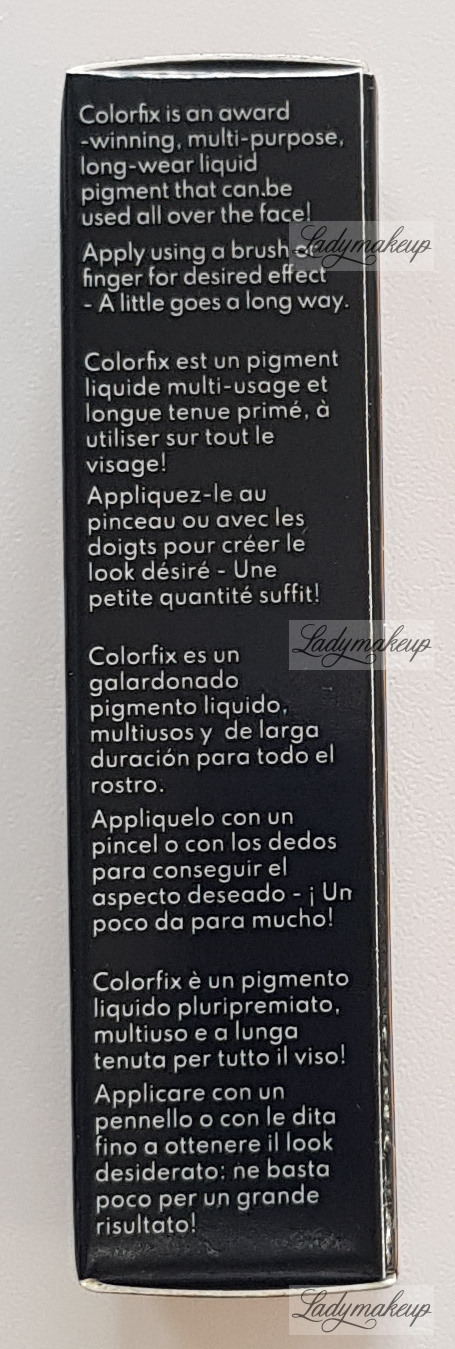 Colorfix is an award
-winning, multi-purpose,
long-wear liquid
pigment that can.be
used all over the face!
Ladymakeup
Apply using a brush or
finger for desired effect
- A little goes a long way.
Colorfix est un pigment
liquide multi-usage et
longue tenue primé, à
utiliser sur tout le
visage!
Appliquez-le au
pinceau ou avec les
doigts pour créer le
look désiré - Une
petite quantité suffit!
Ladymakeup
Colorfix es un
galardonado
pigmento liquido,
multiusos y de larga
duración para todo el
rostro.
Appliquelo con un
pincel o con los dedos
para conseguir el
aspecto deseado - ¡ Un
poco da para mucho!
Colorfix è un pigmento
liquido pluripremiato,
multiuso e a lunga
tenuta per tutto il viso!
Applicare con un
pennello o con le dita
fino a ottenere il look
desiderato: ne basta
poco per un grande
risultato!
Ladymakeup